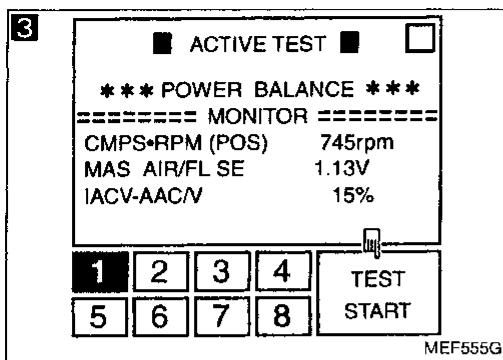 3
■ ACTIVE TEST ■
*** POWER BALANCE ***
======== MONITOR ========
CMPS•RPM (POS) 745rpm
MAS AIR/FL SE 1.13V
IACV-AAC/V 15%
1 2 3 4 TEST
5 6 7 8 START
MEF555G